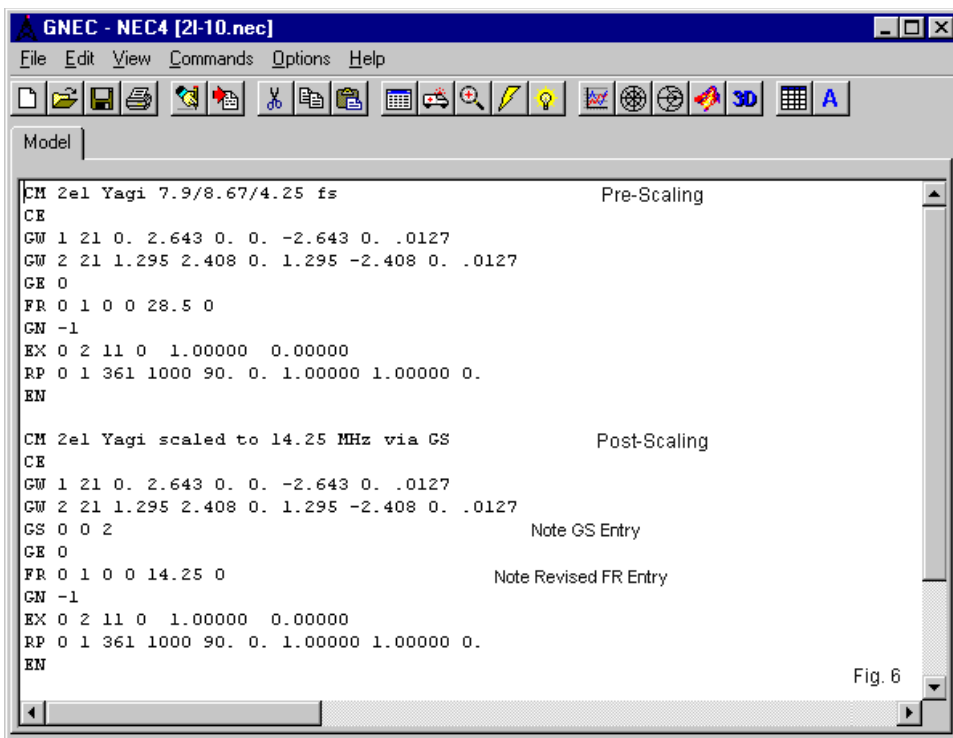 GNEC - NEC4 [2l-10.nec]
File Edit View Commands Options Help
3D A
Model
CM 2el Yagi 7.9/8.67/4.25 fs Pre-Scaling
CE
GW 1 21 0. 2.643 0. 0. -2.643 0. .0127
GW 2 21 1.295 2.408 0. 1.295 -2.408 0. .0127
GE 0
FR 0 1 0 0 28.5 0
GN -1
EX 0 2 11 0 1.00000 0.00000
RP 0 1 361 1000 90. 0. 1.00000 1.00000 0.
EN
CM 2el Yagi scaled to 14.25 MHz via GS Post-Scaling
CE
GW 1 21 0. 2.643 0. 0. -2.643 0. .0127
GW 2 21 1.295 2.408 0. 1.295 -2.408 0. .0127
GS 0 0 2 Note GS Entry
GE 0
FR 0 1 0 0 14.25 0 Note Revised FR Entry
GN -1
EX 0 2 11 0 1.00000 0.00000
RP 0 1 361 1000 90. 0. 1.00000 1.00000 0.
EN
Fig. 6